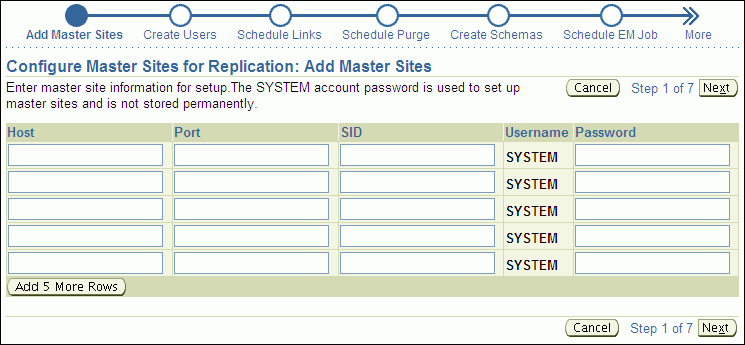 Add Master Sites Create Users Schedule Links Schedule Purge Create Schemas Schedule EM Job More
Configure Master Sites for Replication: Add Master Sites
Enter master site information for setup.The SYSTEM account password is used to set up
master sites and is not stored permanently.
Cancel Step 1 of 7 Next
Host Port SID Username Password
SYSTEM
SYSTEM
SYSTEM
SYSTEM
SYSTEM
Add 5 More Rows
Cancel Step 1 of 7 Next